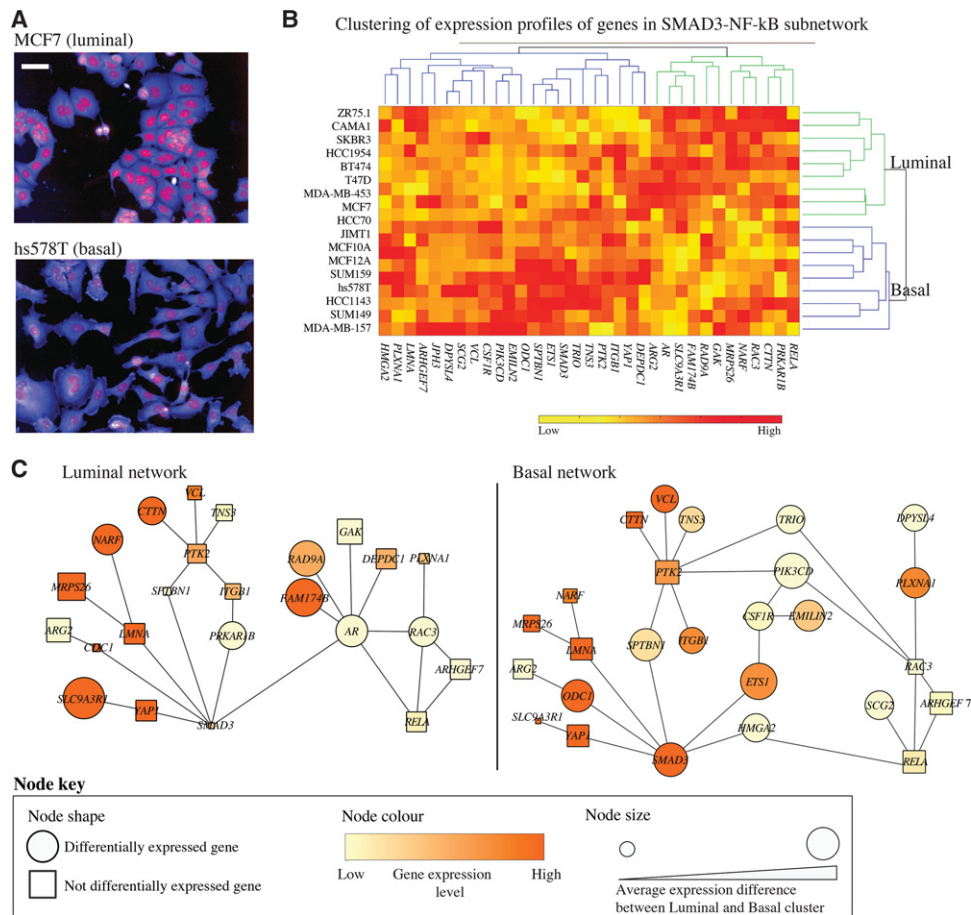 A
MCF7 (luminal)
hs578T (basal)
B
Clustering of expression profiles of genes in SMAD3-NF-kB subnetwork
ZR75.1
CAMA1
SKBR3
HCC1954
BT474
T47D
MDA-MB-453
MCF7
HCC70
JIMT1
MCF10A
MCF12A
SUM159
hs578T
HCC1143
SUM149
MDA-MB-157
Luminal
Basal
HMGA2
PLXNA1
LMNA
ARHGEF7
JPH3
DPYSL4
SCG2
VCL
CSF1R
PIK3CD
EMILIN2
ODC1
SPTBN1
ETS1
SMAD3
TRIO
TNS3
PTK2
ITGB1
YAP1
DEPDC1
ARG2
AR
SLC9A3R1
FAM174B
RAD9A
GAK
MRPS26
NARF
RAC3
CTTN
PRKAR1B
RELA
Low High
C
Luminal network
VCL
CTTN
TNS3
NARF
PTK2
MRPS26
SPTBN1
ITGB1
ARG2
LMNA
PRKAR1B
SLC9A3R1
YAP1
SMAD3
GAK
RAD9A
DEPDC1
PLXNA1
FAM174B
AR
RAC3
ARHGEF7
RELA
Basal network
VCL
CTTN
TNS3
TRIO
DPYSL4
PTK2
PIK3CD
PLXNA1
NARF
MRPS26
CSF1R
EMILIN2
LMNA
SPTBN1
ITGB1
ARG2
RAC3
ODC1
ETS1
SCG2
ARHGEF 7
SLC9A3R1
YAP1
HMGA2
SMAD3
RELA
Node key
Node shape
Differentially expressed gene
Not differentially expressed gene
Node colour
Low Gene expression High
level
Node size
Average expression difference
between Luminal and Basal cluster